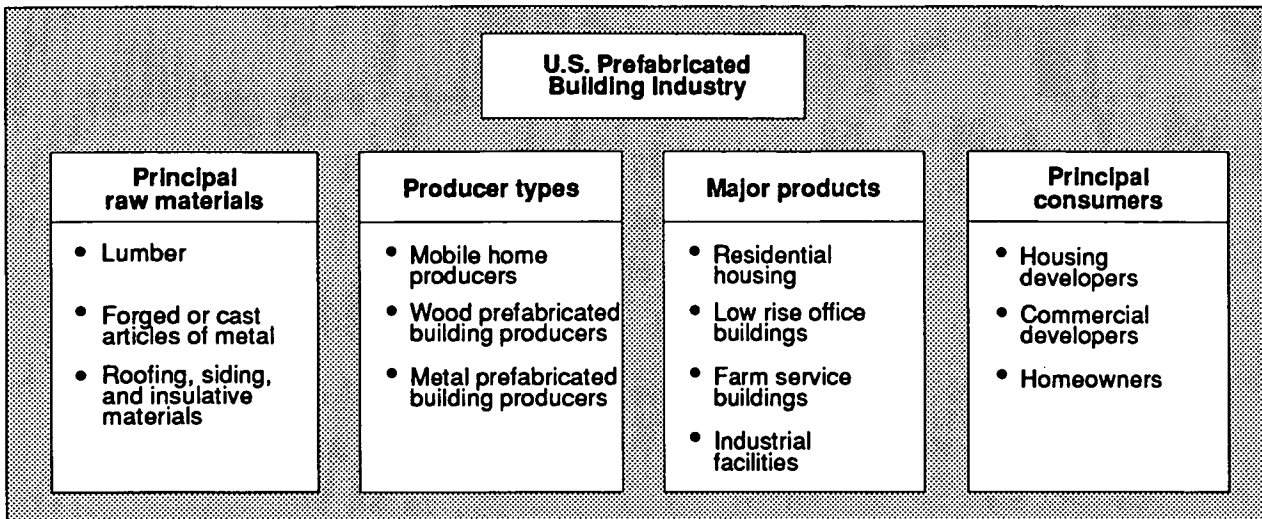 U.S. Prefabricated
Building Industry
Principal
raw materials
• Lumber
• Forged or cast
articles of metal
• Roofing, siding,
and insulative
materials
Producer types
• Mobile home
producers
• Wood prefabricated
building producers
• Metal prefabricated
building producers
Major products
• Residential
housing
• Low rise office
buildings
• Farm service
buildings
• Industrial
facilities
Principal
consumers
• Housing
developers
• Commercial
developers
• Homeowners